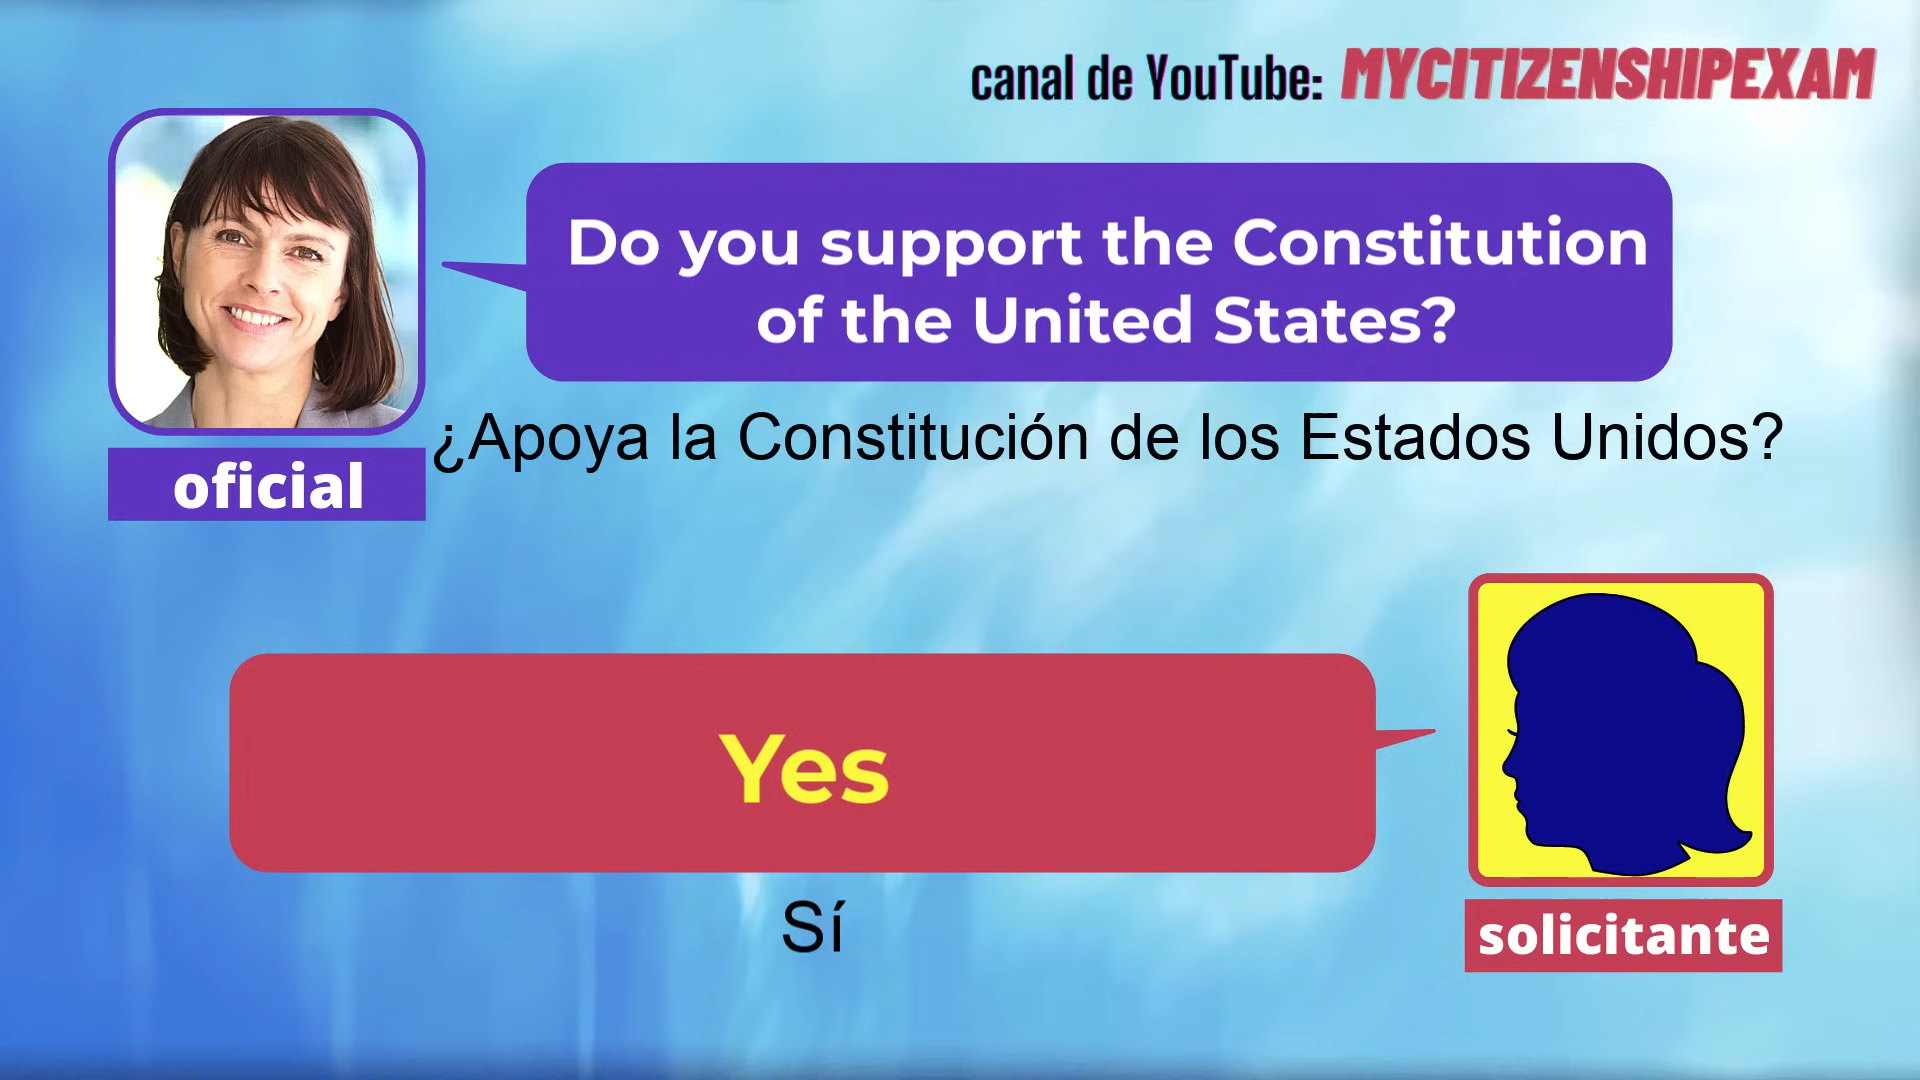 canal de YouTube: MYCITIZENSHIPEXAM
Do you support the Constitution
of the United States?
¿Apoya la Constitución de los Estados Unidos?
oficial
Yes
Sí
solicitante